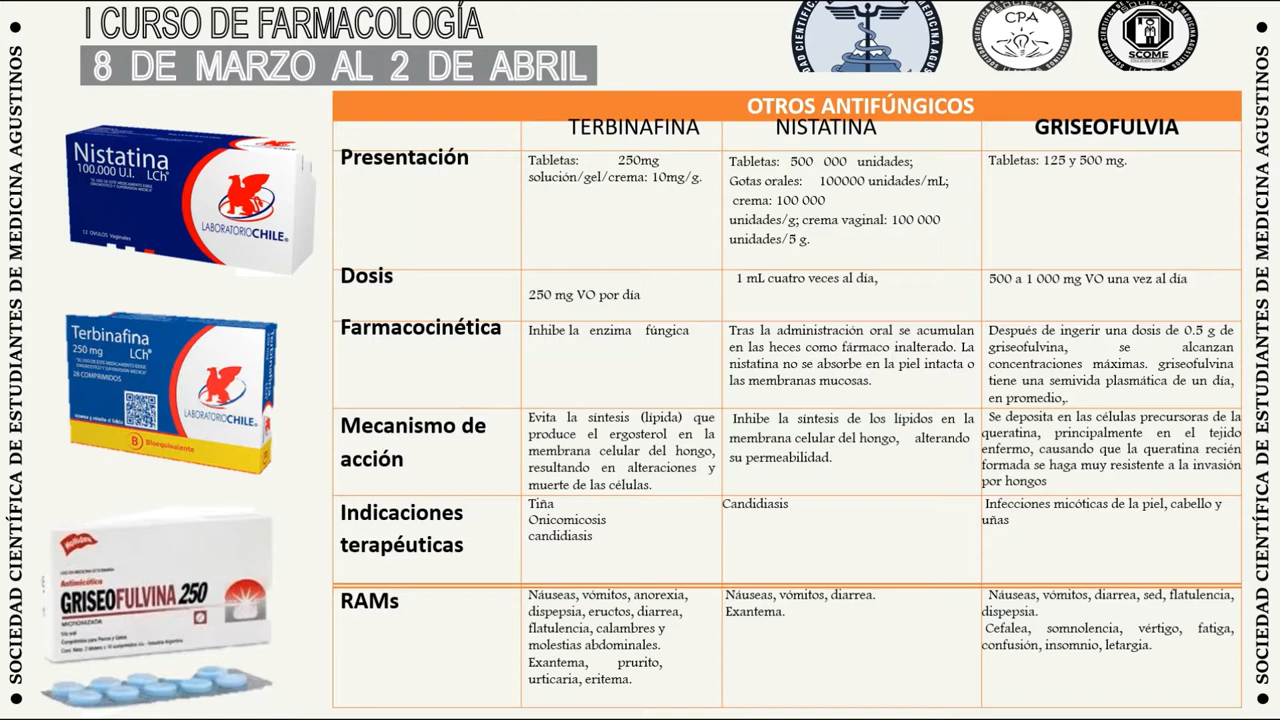 I CURSO DE FARMACOLOGÍA
8 DE MARZO AL 2 DE ABRIL
CPA
SCOME
SOCIEDAD CIENTÍFICA DE ESTUDIANTES DE MEDICINA AGUSTINOS
Nistatina
100.000 U.I. LCh
12 OVULOS Vaginales
LABORATORIOCHILE
Terbinafina
250 mg LCh
28 COMPRIMIDOS
LABORATORIOCHILE
B Bioequivalente
Holliday
Antimicótico
GRISEOFULVINA 250
MICRONIZADA
Vía oral
OTROS ANTIFÚNGICOS
TERBINAFINA NISTATINA GRISEOFULVIA
Presentación
Tabletas: 250mg
solución/gel/crema: 10mg/g.
Tabletas: 500 000 unidades;
Gotas orales: 100000 unidades/mL;
crema: 100 000
unidades/g; crema vaginal: 100 000
unidades/5 g.
Tabletas: 125 y 500 mg.
Dosis
250 mg VO por día
1 mL cuatro veces al día,
500 a 1 000 mg VO una vez al día
Farmacocinética
Inhibe la enzima fúngica
Tras la administración oral se acumulan
en las heces como fármaco inalterado. La
nistatina no se absorbe en la piel intacta o
las membranas mucosas.
Después de ingerir una dosis de 0.5 g de
griseofulvina, se alcanzan
concentraciones máximas. griseofulvina
tiene una semivida plasmática de un día,
en promedio,.
Mecanismo de
acción
Evita la síntesis (lípida) que
produce el ergosterol en la
membrana celular del hongo,
resultando en alteraciones y
muerte de las células.
Inhibe la síntesis de los lípidos en la
membrana celular del hongo, alterando
su permeabilidad.
Se deposita en las células precursoras de la
queratina, principalmente en el tejido
enfermo, causando que la queratina recién
formada se haga muy resistente a la invasión
por hongos
Indicaciones
terapéuticas
Tiña
Onicomicosis
candidiasis
Candidiasis
Infecciones micóticas de la piel, cabello y
uñas
RAMs
Náuseas, vómitos, anorexia,
dispepsia, eructos, diarrea,
flatulencia, calambres y
molestias abdominales.
Exantema, prurito,
urticaria, eritema.
Náuseas, vómitos, diarrea.
Exantema.
Náuseas, vómitos, diarrea, sed, flatulencia,
dispepsia.
Cefalea, somnolencia, vértigo, fatiga,
confusión, insomnio, letargia.
SOCIEDAD CIENTÍFICA DE ESTUDIANTES DE MEDICINA AGUSTINOS